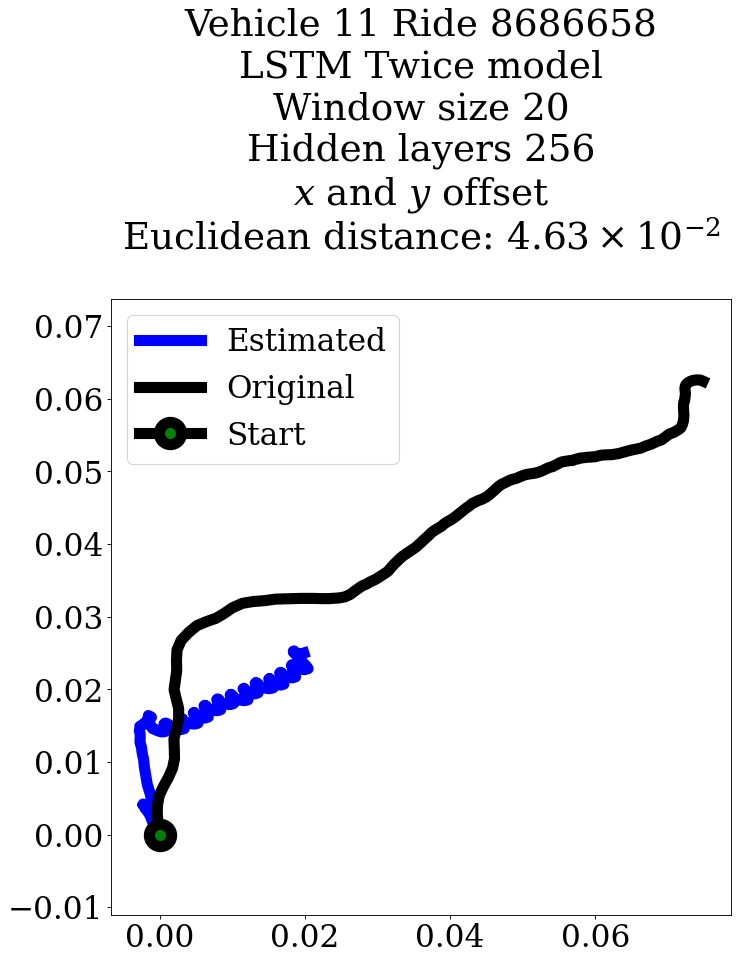 Vehicle 11 Ride 8686658
LSTM Twice model
Window size 20
Hidden layers 256
x and y offset
Euclidean distance: 4.63 × 10⁻²
Estimated
Original
Start
0.07
0.06
0.05
0.04
0.03
0.02
0.01
0.00
−0.01
0.00 0.02 0.04 0.06